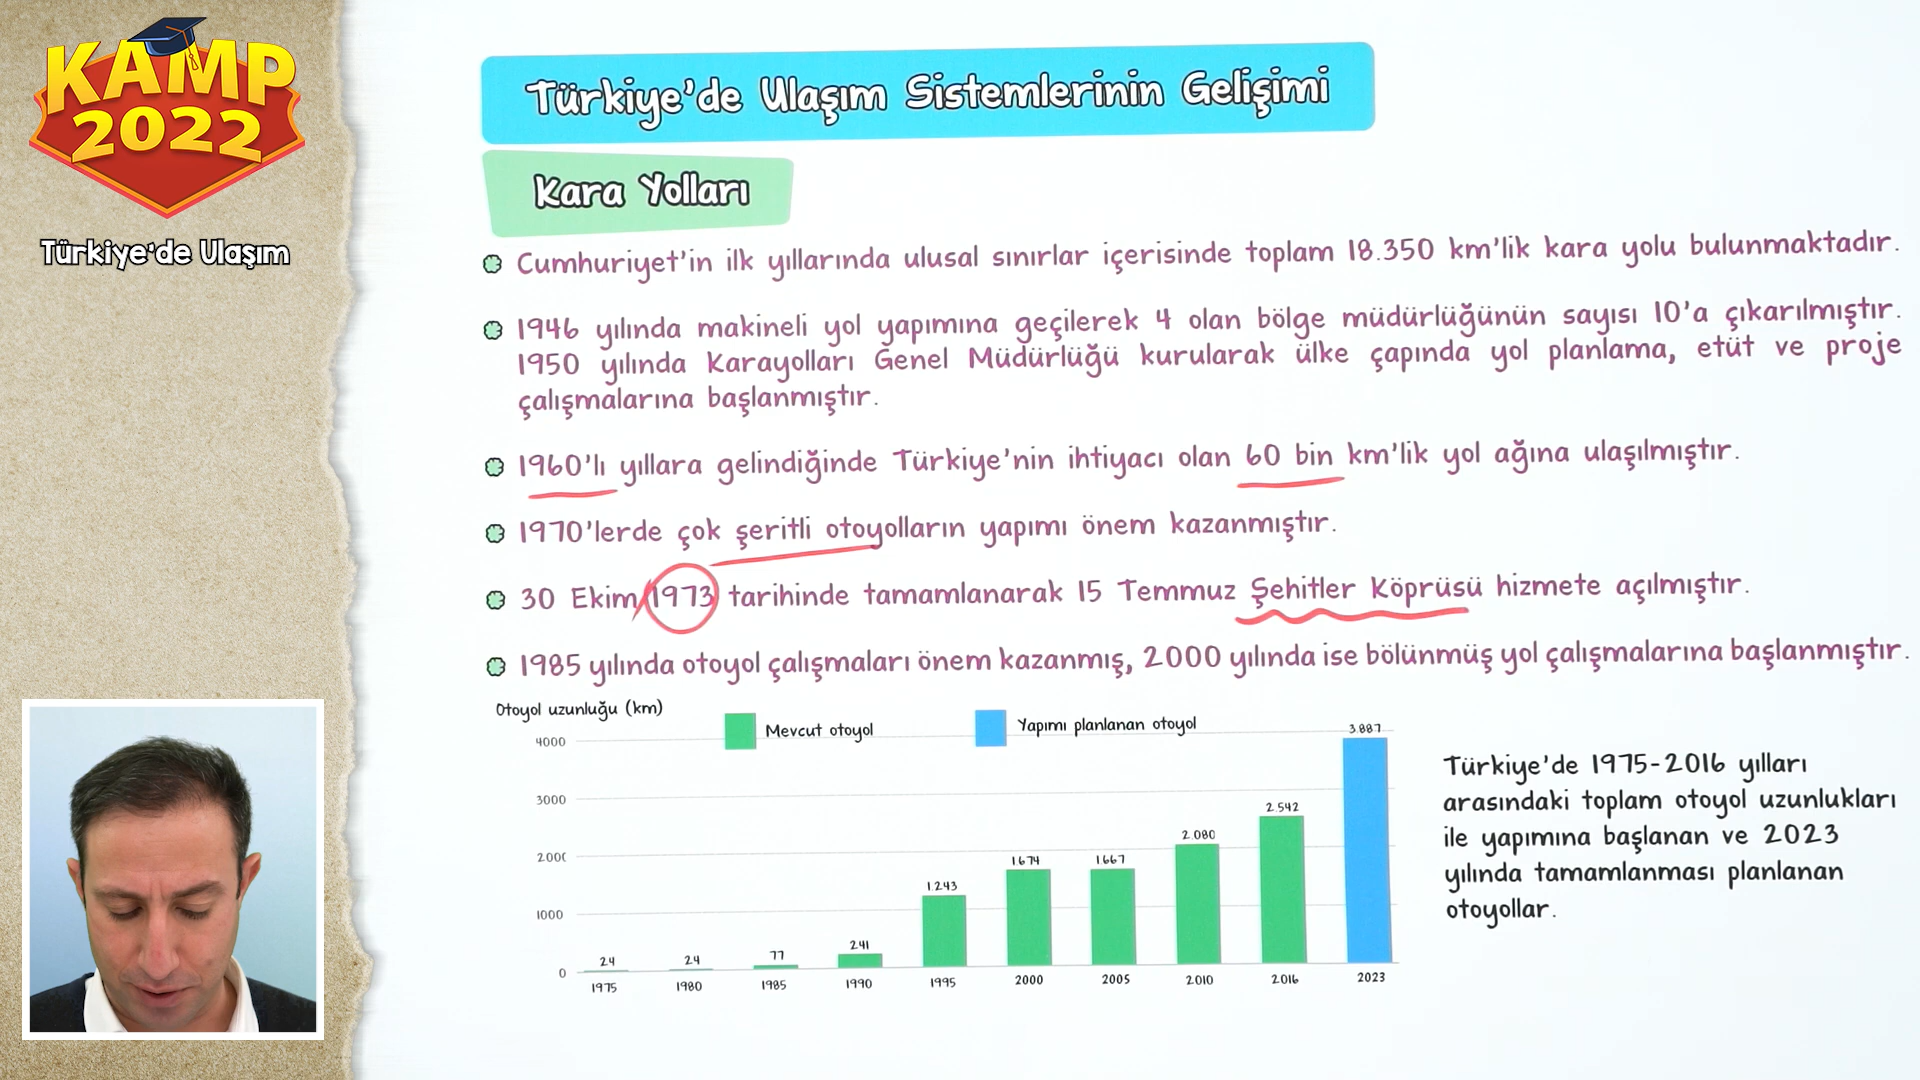 KAMP
2022
Türkiye'de Ulaşım
Türkiye'de Ulaşım Sistemlerinin Gelişimi
Kara Yolları
Cumhuriyet'in ilk yıllarında ulusal sınırlar içerisinde toplam 18.350 km'lik kara yolu bulunmaktadır.
1946 yılında makineli yol yapımına geçilerek 4 olan bölge müdürlüğünün sayısı 10'a çıkarılmıştır.
1950 yılında Karayolları Genel Müdürlüğü kurularak ülke çapında yol planlama, etüt ve proje
çalışmalarına başlanmıştır.
1960'lı yıllara gelindiğinde Türkiye'nin ihtiyacı olan 60 bin km'lik yol ağına ulaşılmıştır.
1970'lerde çok şeritli otoyolların yapımı önem kazanmıştır.
30 Ekim 1973 tarihinde tamamlanarak 15 Temmuz Şehitler Köprüsü hizmete açılmıştır.
1985 yılında otoyol çalışmaları önem kazanmış, 2000 yılında ise bölünmüş yol çalışmalarına başlanmıştır.
Otoyol uzunluğu (km)
Mevcut otoyol
Yapımı planlanan otoyol
4000
3000
2000
1000
0
24
24
77
241
1.243
1.674
1.667
2.080
2.542
3.887
1975
1980
1985
1990
1995
2000
2005
2010
2016
2023
Türkiye'de 1975-2016 yılları
arasındaki toplam otoyol uzunlukları
ile yapımına başlanan ve 2023
yılında tamamlanması planlanan
otoyollar.